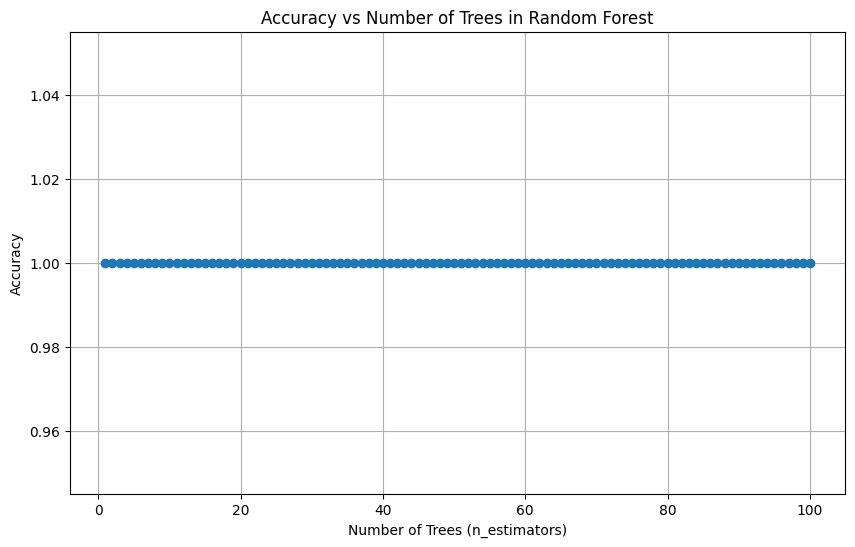 Accuracy vs Number of Trees in Random Forest
1.04
1.02
1.00
0.98
0.96
Accuracy
0 20 40 60 80 100
Number of Trees (n_estimators)